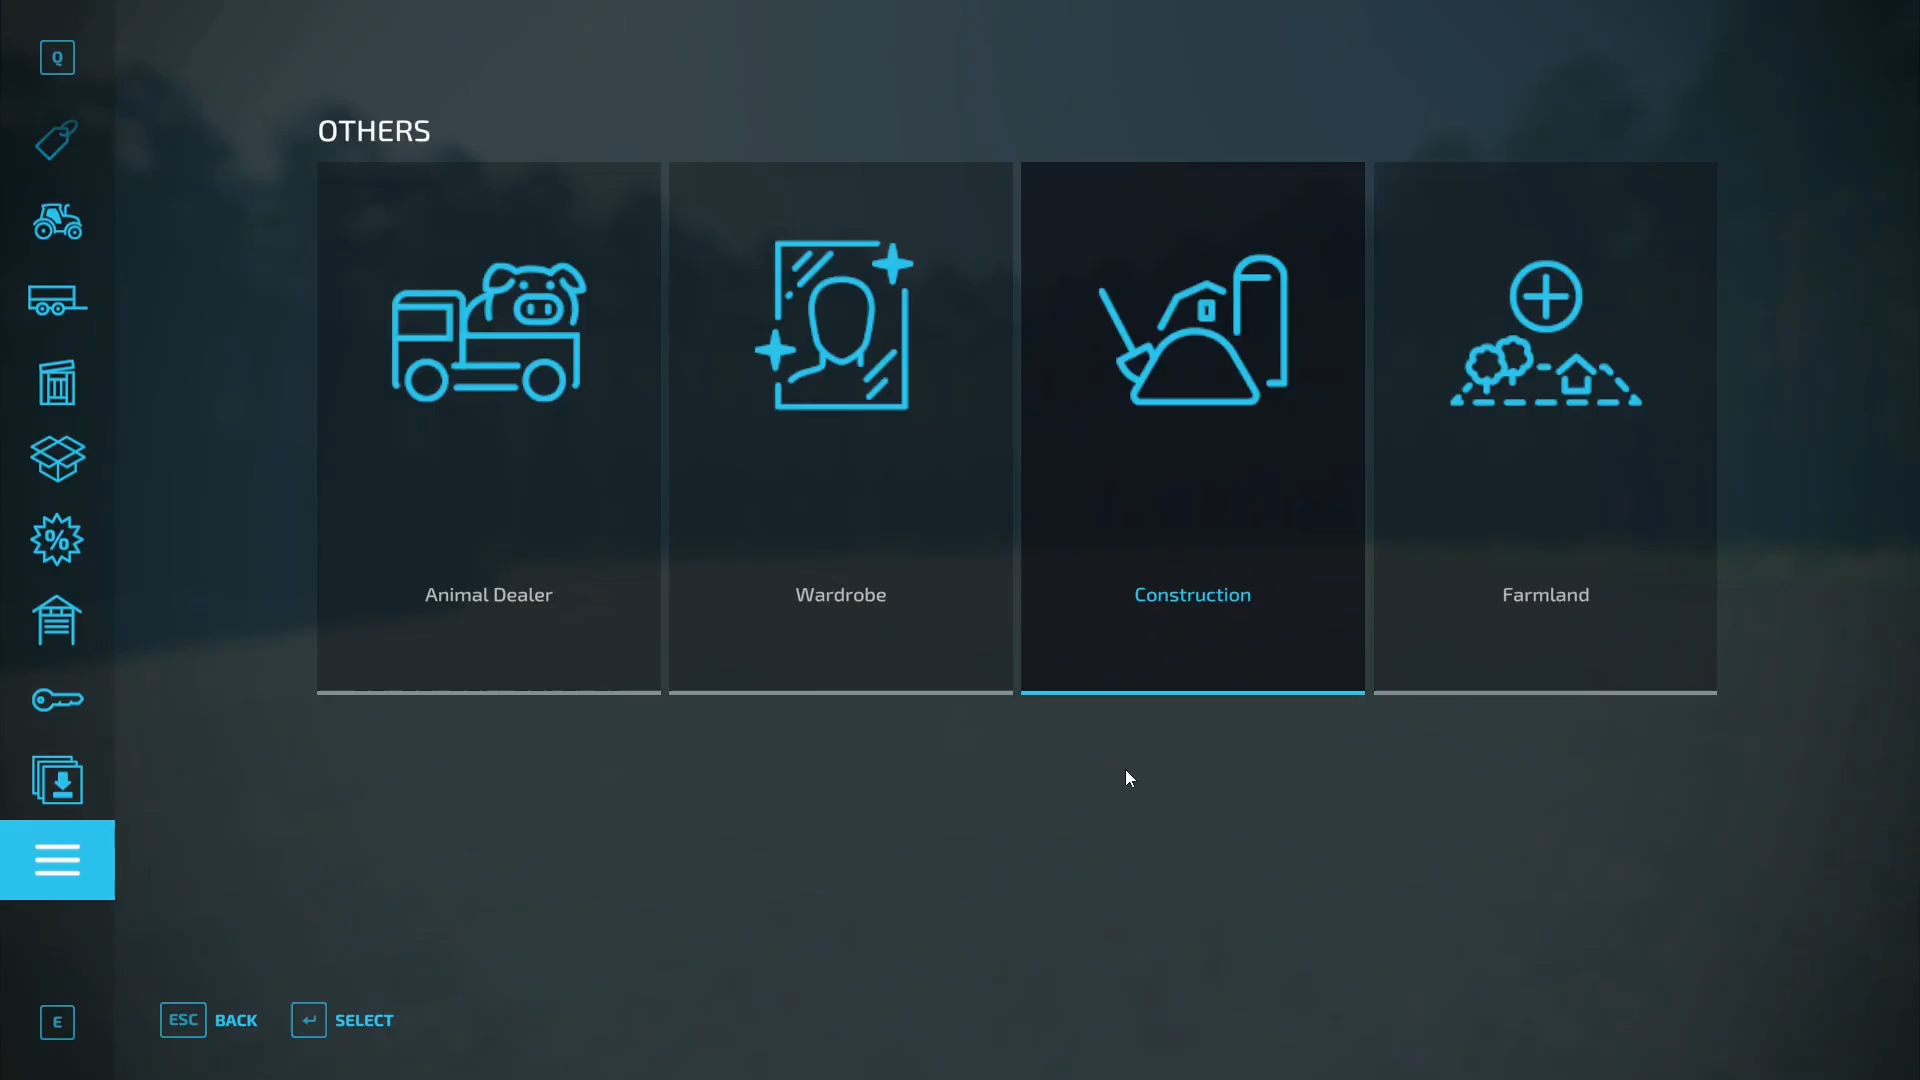 Q
OTHERS
Animal Dealer
Wardrobe
Construction
Farmland
%
E
ESC BACK
SELECT